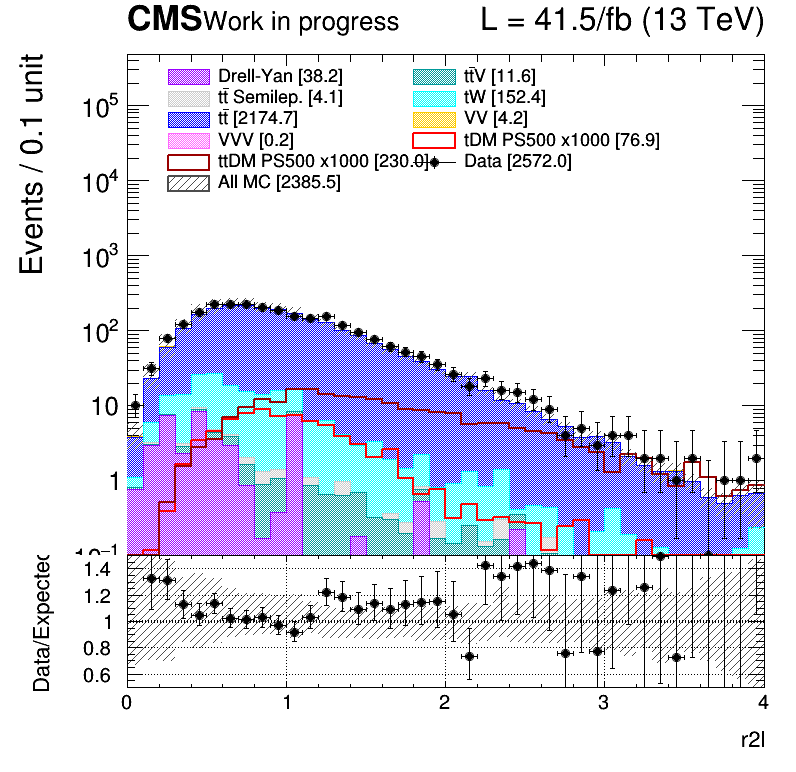 CMS Work in progress L = 41.5/fb (13 TeV)
Events / 0.1 unit
Drell-Yan [38.2] tt̄V [11.6]
tt̄ Semilep. [4.1] tW [152.4]
tt̄ [2174.7] VV [4.2]
VVV [0.2] tDM PS500 x1000 [76.9]
ttDM PS500 x1000 [230.0] Data [2572.0]
All MC [2385.5]
10⁵
10⁴
10³
10²
10
1
10⁻¹
Data/Expected
1.4
1.2
1
0.8
0.6
0 1 2 3 4
r2l